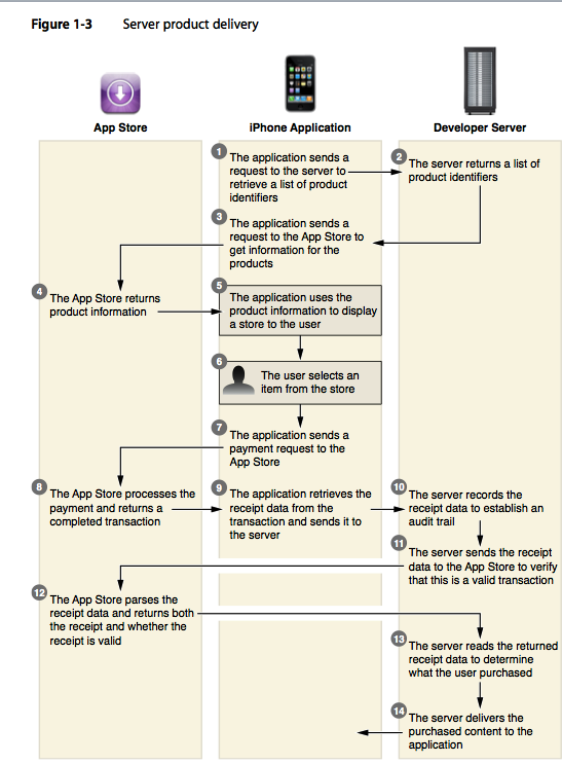 Figure 1-3 Server product delivery
App Store
iPhone Application
Developer Server
1
The application sends a
request to the server to
retrieve a list of product
identifiers
2
The server returns a list of
product identifiers
3
The application sends a
request to the App Store to
get information for the
products
4
The App Store returns
product information
5
The application uses the
product information to display
a store to the user
6
The user selects an
item from the store
7
The application sends a
payment request to the
App Store
8
The App Store processes the
payment and returns a
completed transaction
9
The application retrieves the
receipt data from the
transaction and sends it to
the server
10
The server records the
receipt data to establish an
audit trail
11
The server sends the receipt
data to the App Store to verify
that this is a valid transaction
12
The App Store parses the
receipt data and returns both
the receipt and whether the
receipt is valid
13
The server reads the returned
receipt data to determine
what the user purchased
14
The server delivers the
purchased content to the
application